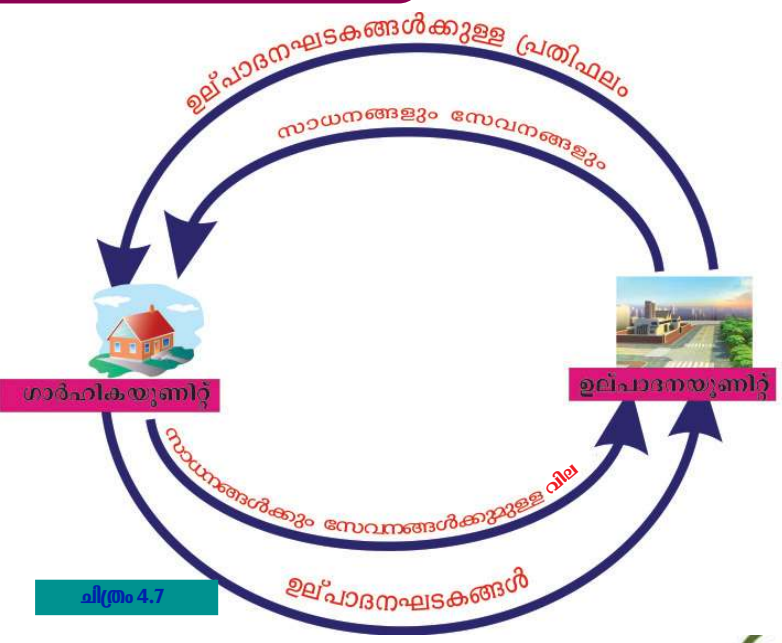 ഉല്പാദനഘടകങ്ങൾക്കുള്ള പ്രതിഫലം
സാധനങ്ങളും സേവനങ്ങളും
ഗാർഹികയൂണിറ്റ്
ഉല്പാദനയൂണിറ്റ്
സാധനങ്ങൾക്കും സേവനങ്ങൾക്കുമുള്ള വില
ഉല്പാദനഘടകങ്ങൾ
ചിത്രം 4.7